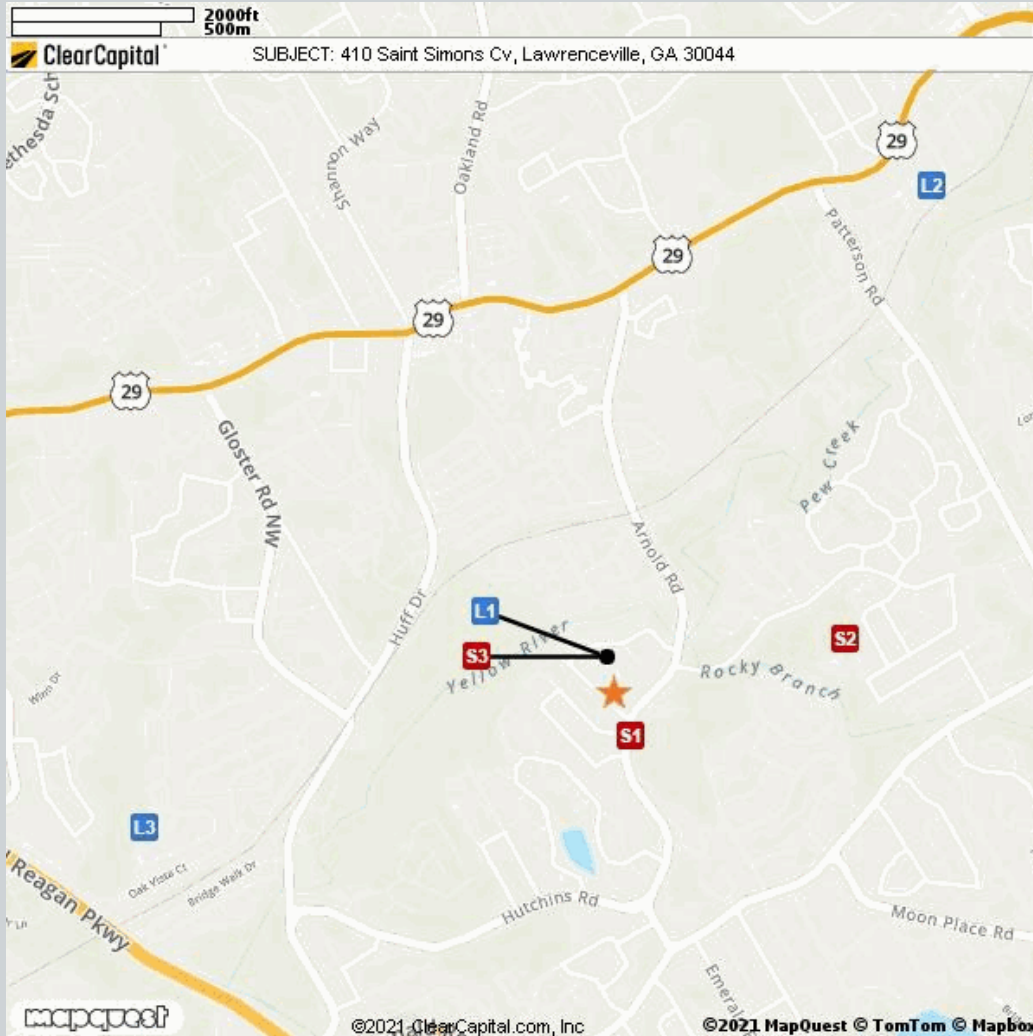 2000ft
500m
ClearCapital
SUBJECT: 410 Saint Simons Cv, Lawrenceville, GA 30044
Shannon Way
Oakland Rd
29
L2
29
Patterson Rd
29
29
Gloster Rd NW
Pew Creek
Arnold Rd
Huff Dr
L1
Yellow River
S3
S2
Rocky Branch
S1
Winn Dr
L3
Oak Vista Ct
Bridge Walk Dr
Reagan Pkwy
Hutchins Rd
Moon Place Rd
mapquest
©2021 ClearCapital.com, Inc
©2021 MapQuest © TomTom © Mapbo